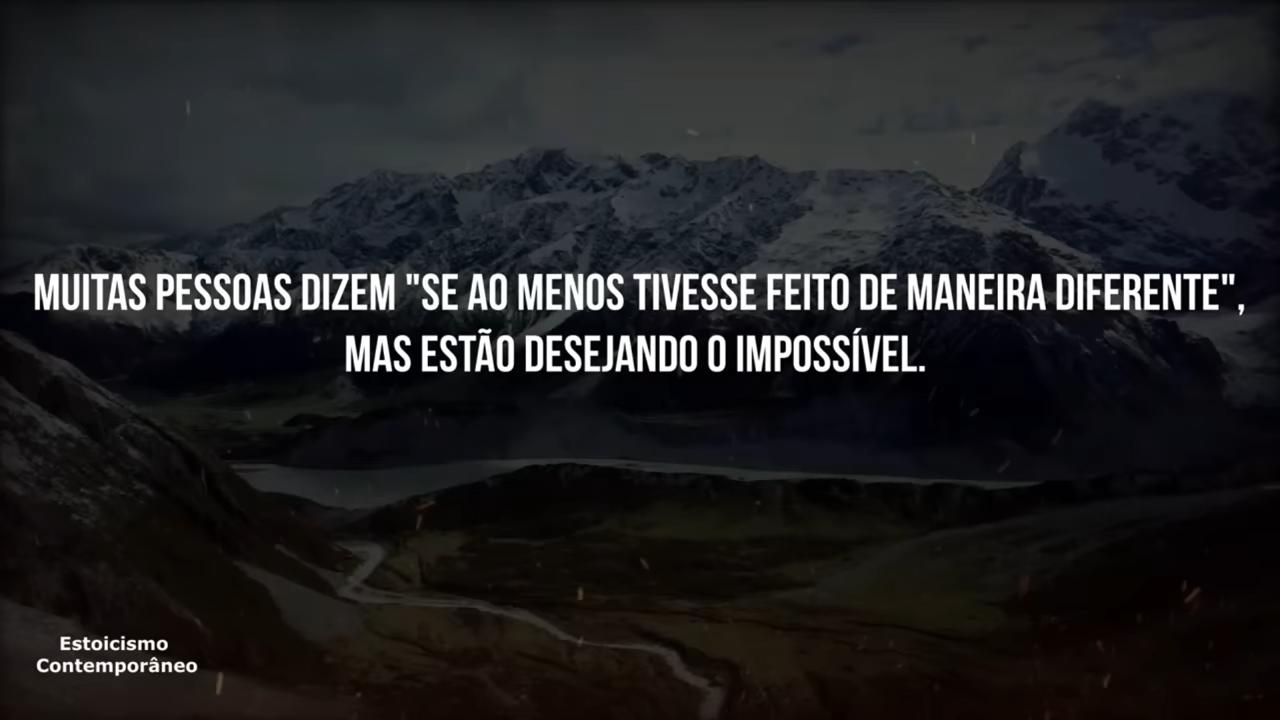 MUITAS PESSOAS DIZEM "SE AO MENOS TIVESSE FEITO DE MANEIRA DIFERENTE",
MAS ESTÃO DESEJANDO O IMPOSSÍVEL.
Estoicismo
Contemporâneo